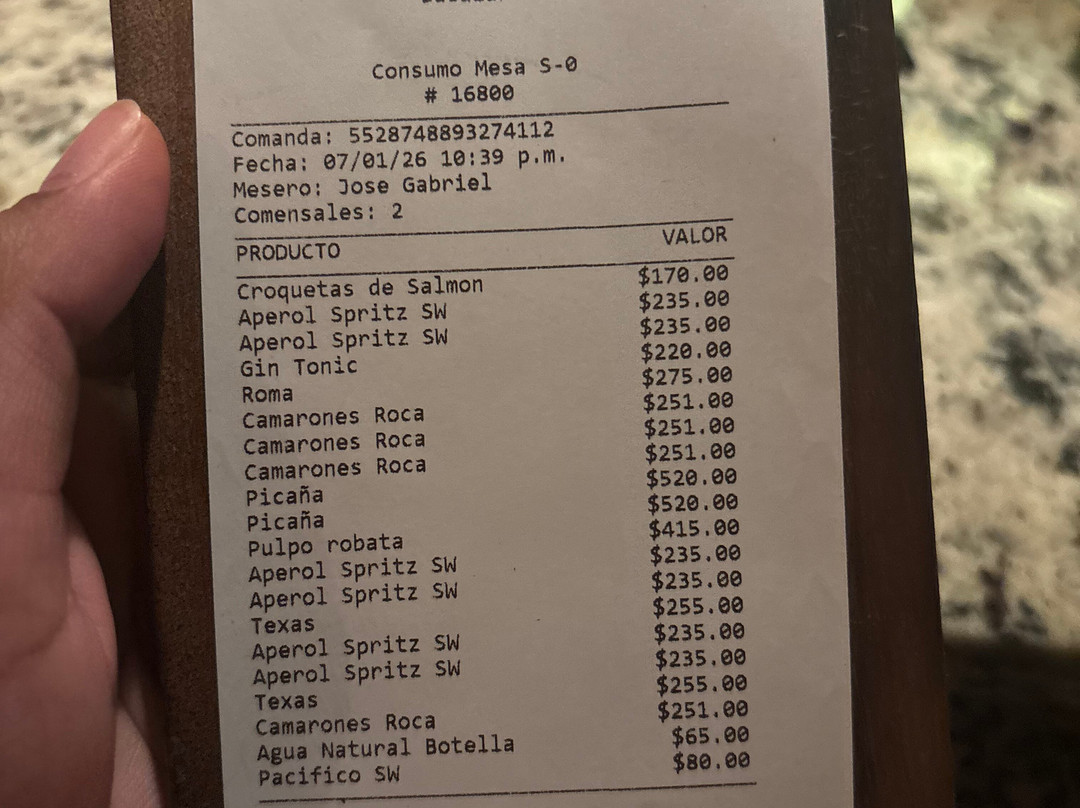 Consumo Mesa S-0
# 16800
Comanda: 5528748893274112
Fecha: 07/01/26 10:39 p.m.
Mesero: Jose Gabriel
Comensales: 2
PRODUCTO VALOR
Croquetas de Salmon $170.00
Aperol Spritz SW $235.00
Aperol Spritz SW $235.00
Gin Tonic $220.00
Roma $275.00
Camarones Roca $251.00
Camarones Roca $251.00
Camarones Roca $251.00
Picaña $520.00
Picaña $520.00
Pulpo robata $415.00
Aperol Spritz SW $235.00
Aperol Spritz SW $235.00
Texas $255.00
Aperol Spritz SW $235.00
Aperol Spritz SW $235.00
Texas $255.00
Camarones Roca $251.00
Agua Natural Botella $65.00
Pacifico SW $80.00